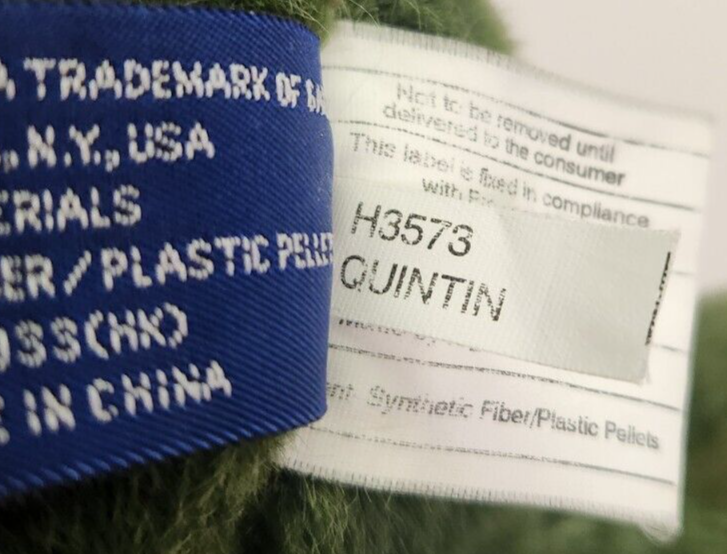 A TRADEMARK OF
, N.Y., USA
ERIALS
ER/PLASTIC PELLET
OSS(HK)
E IN CHINA
Not to be removed until
delivered to the consumer
This label is fixed in compliance
with
H3573
QUINTIN
Synthetic Fiber/Plastic Pellets